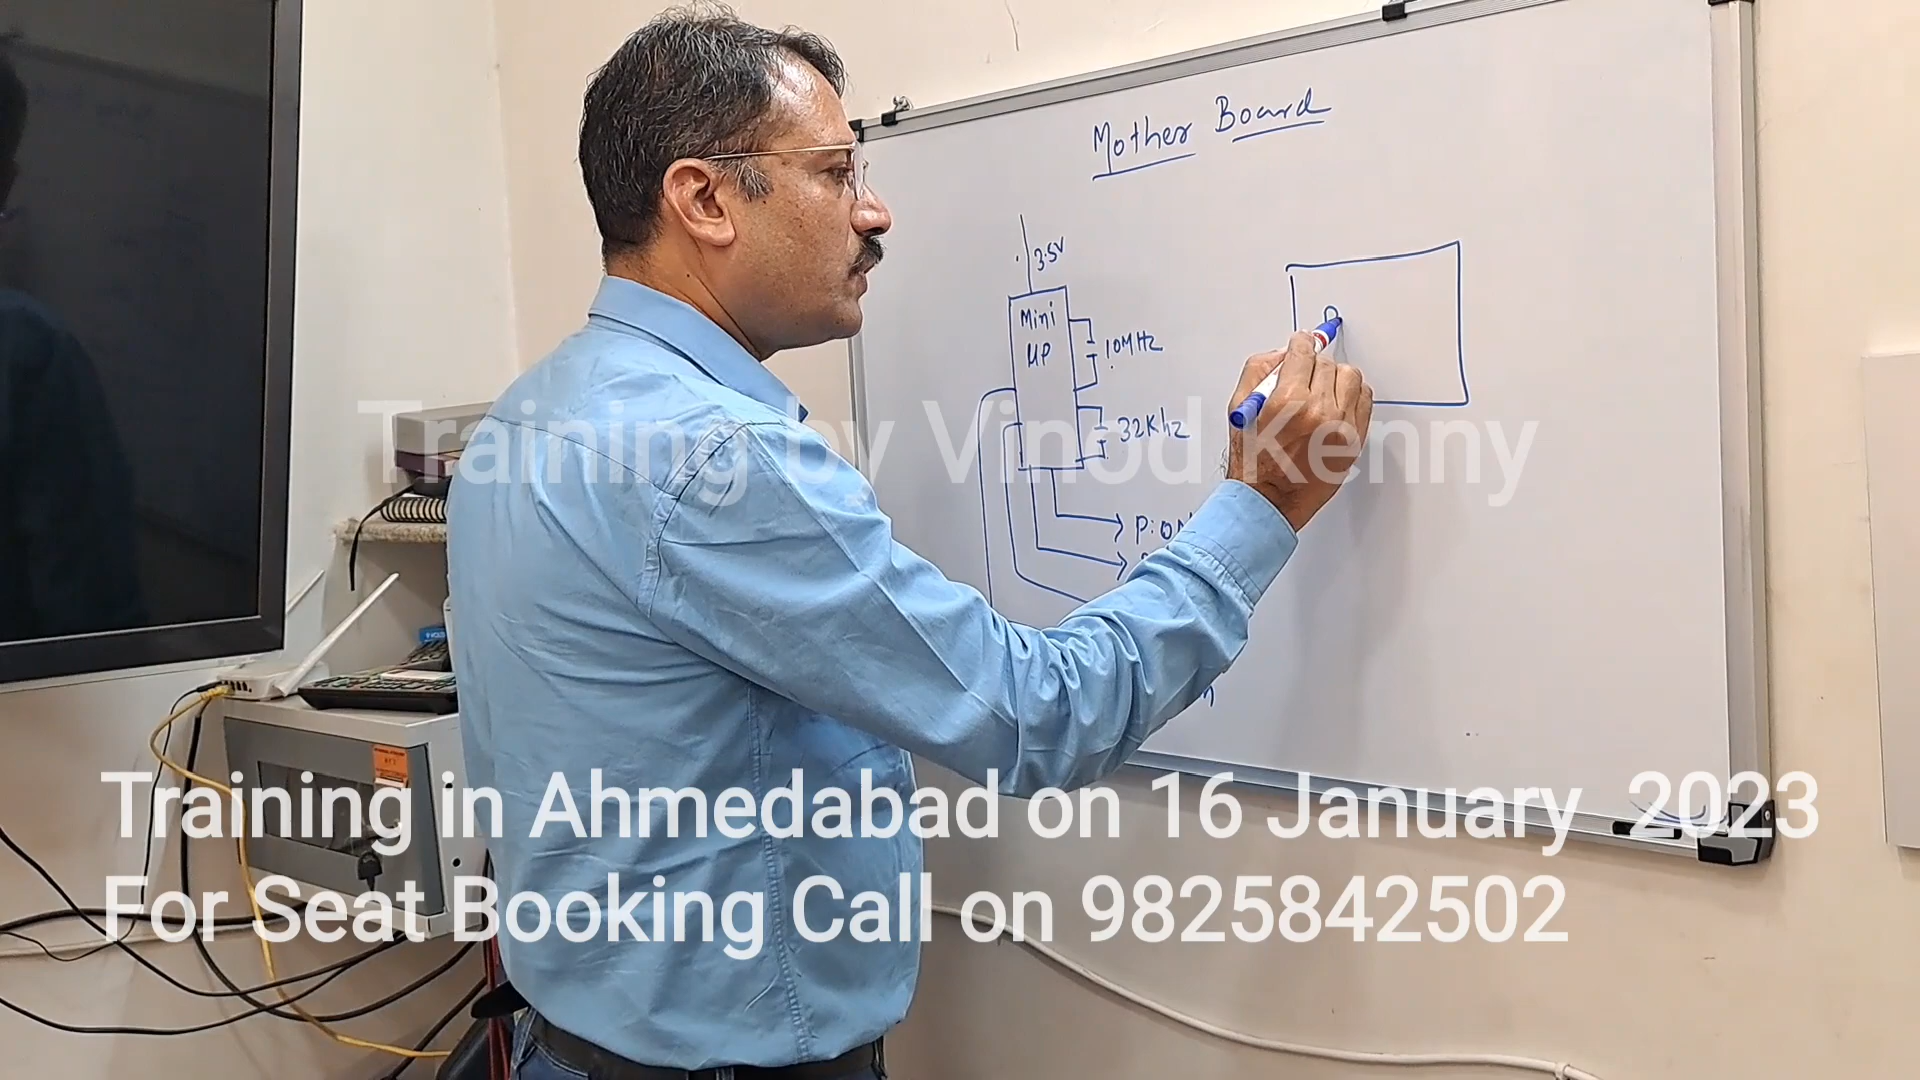 Mother Board
3.5V
Mini
UP
10MHz
32Khz
Training by Vinod Kenny
Training in Ahmedabad on 16 January 2023
For Seat Booking Call on 9825842502